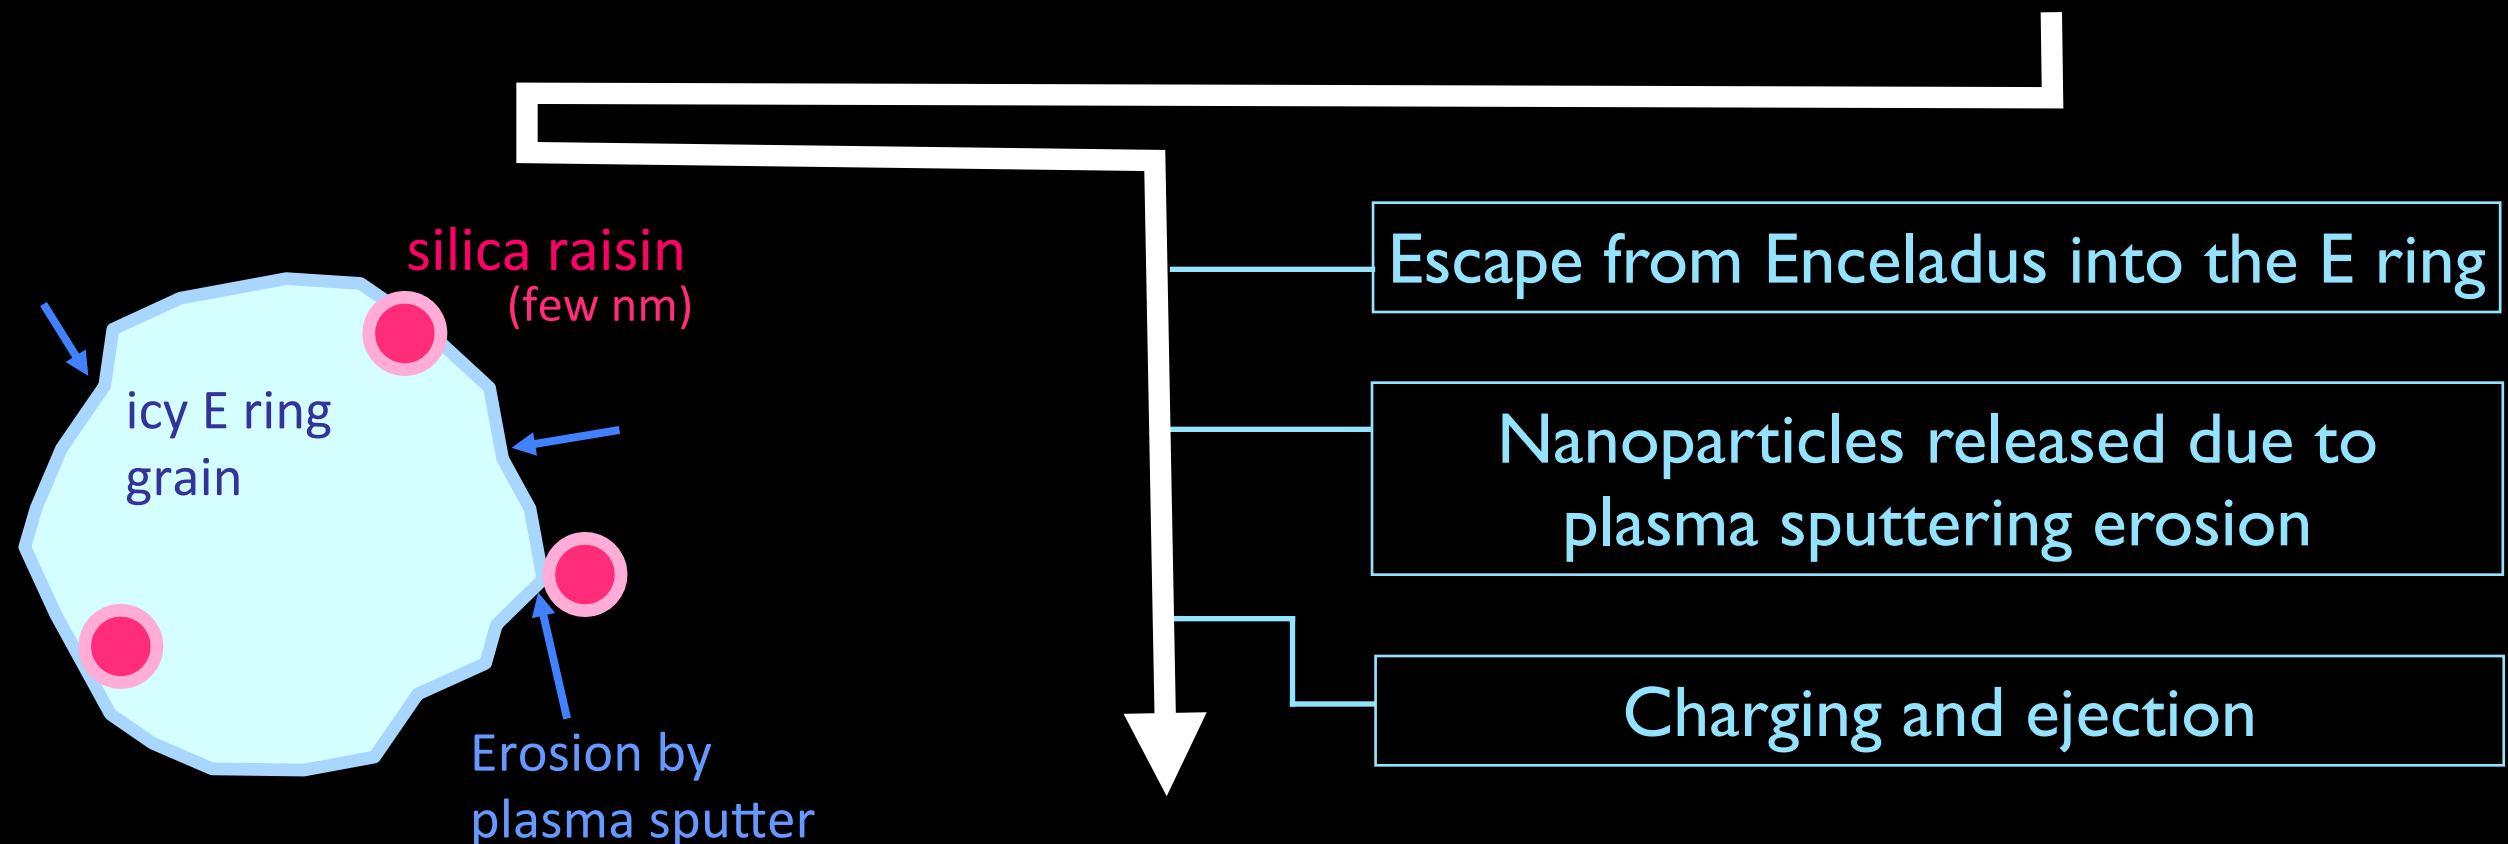 silica raisin
(few nm)
icy E ring
grain
Erosion by
plasma sputter
Escape from Enceladus into the E ring
Nanoparticles released due to
plasma sputtering erosion
Charging and ejection